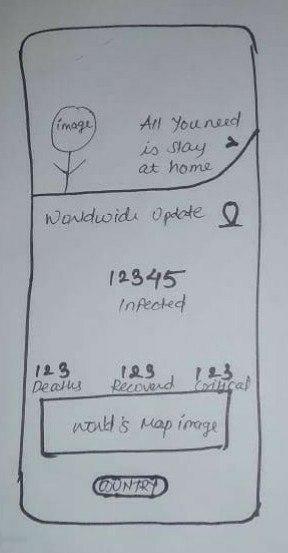 image
All You need
is stay
at home
Worldwide Update
12345
Infected
123 123 123
Deaths Recoverd Critical
World's Map image
COUNTRY